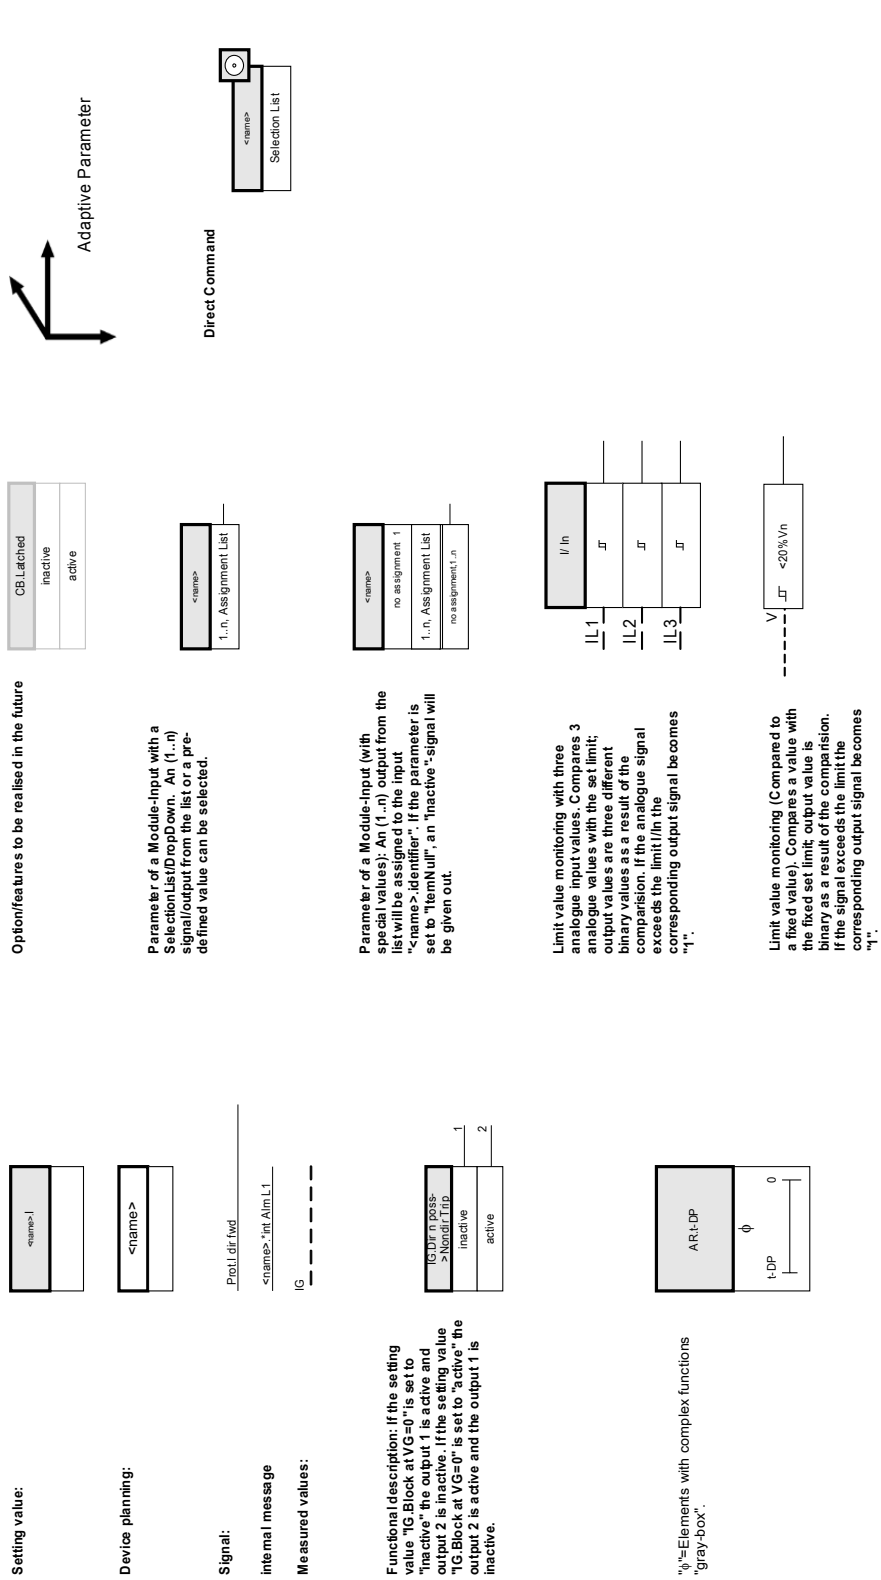 Setting value:
<name>.I
Device planning:
<name>
Signal:
Prot.I dir fwd
internal message
<name>.*Int Alm L1
Measured values:
IG
Functional description: If the setting
value "IG.Block at VG=0" is set to
"inactive" the output 1 is active and
output 2 is inactive. If the setting value
"IG.Block at VG=0" is set to "active" the
output 2 is active and the output 1 is
inactive.
IG.Dir n poss-
>Nondir Trip
inactive
1
active
2
"ϕ"=Elements with complex functions
"gray-box".
AR.t-DP
ϕ
t-DP
0
Option/features to be realised in the future
CB.Latched
inactive
active
Parameter of a Module-Input with a
SelectionList/DropDown. An (1..n)
signal/output from the list or a pre-
defined value can be selected.
<name>
1..n, Assignment List
Parameter of a Module-Input (with
special values): An (1..n) output from the
list will be assigned to the input
"<name>.identifier". If the parameter is
set to "ItemNull", an "inactive"-signal will
be given out.
<name>
no assignment 1
1..n, Assignment List
no assignment,1..n
Limit value monitoring with three
analogue input values. Compares 3
analogue values with the set limit;
output values are three different
binary values as a result of the
comparision. If the analogue signal
exceeds the limit I/In the
corresponding output signal becomes
"1".
I/ In
IL1
IL2
IL3
Limit value monitoring (Compared to
a fixed value). Compares a value with
the fixed set limit; output value is
binary as a result of the comparision.
If the signal exceeds the limit the
corresponding output signal becomes
"1".
V
<20%Vn
Adaptive Parameter
Direct Command
<name>
Selection List